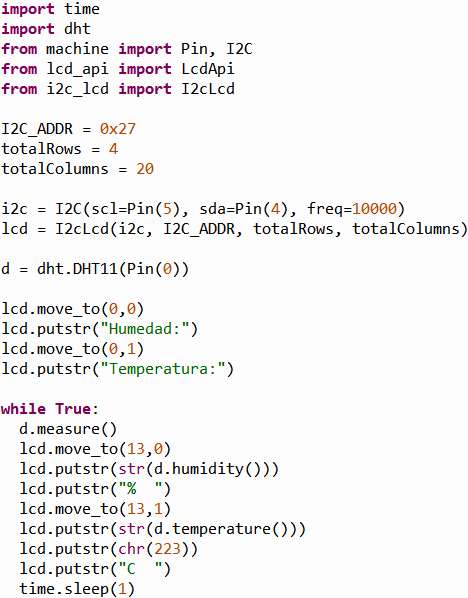 import time
import dht
from machine import Pin, I2C
from lcd_api import LcdApi
from i2c_lcd import I2cLcd

I2C_ADDR = 0x27
totalRows = 4
totalColumns = 20

i2c = I2C(scl=Pin(5), sda=Pin(4), freq=10000)
lcd = I2cLcd(i2c, I2C_ADDR, totalRows, totalColumns)

d = dht.DHT11(Pin(0))

lcd.move_to(0,0)
lcd.putstr("Humedad:")
lcd.move_to(0,1)
lcd.putstr("Temperatura:")

while True:
  d.measure()
  lcd.move_to(13,0)
  lcd.putstr(str(d.humidity()))
  lcd.putstr("%  ")
  lcd.move_to(13,1)
  lcd.putstr(str(d.temperature()))
  lcd.putstr(chr(223))
  lcd.putstr("C  ")
  time.sleep(1)